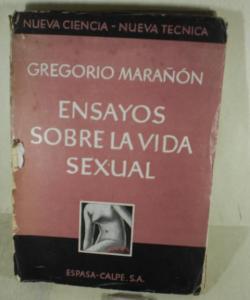 NUEVA CIENCIA - NUEVA TECNICA
GREGORIO MARAÑÓN
ENSAYOS
SOBRE LA VIDA
SEXUAL
ESPASA-CALPE, S.A.